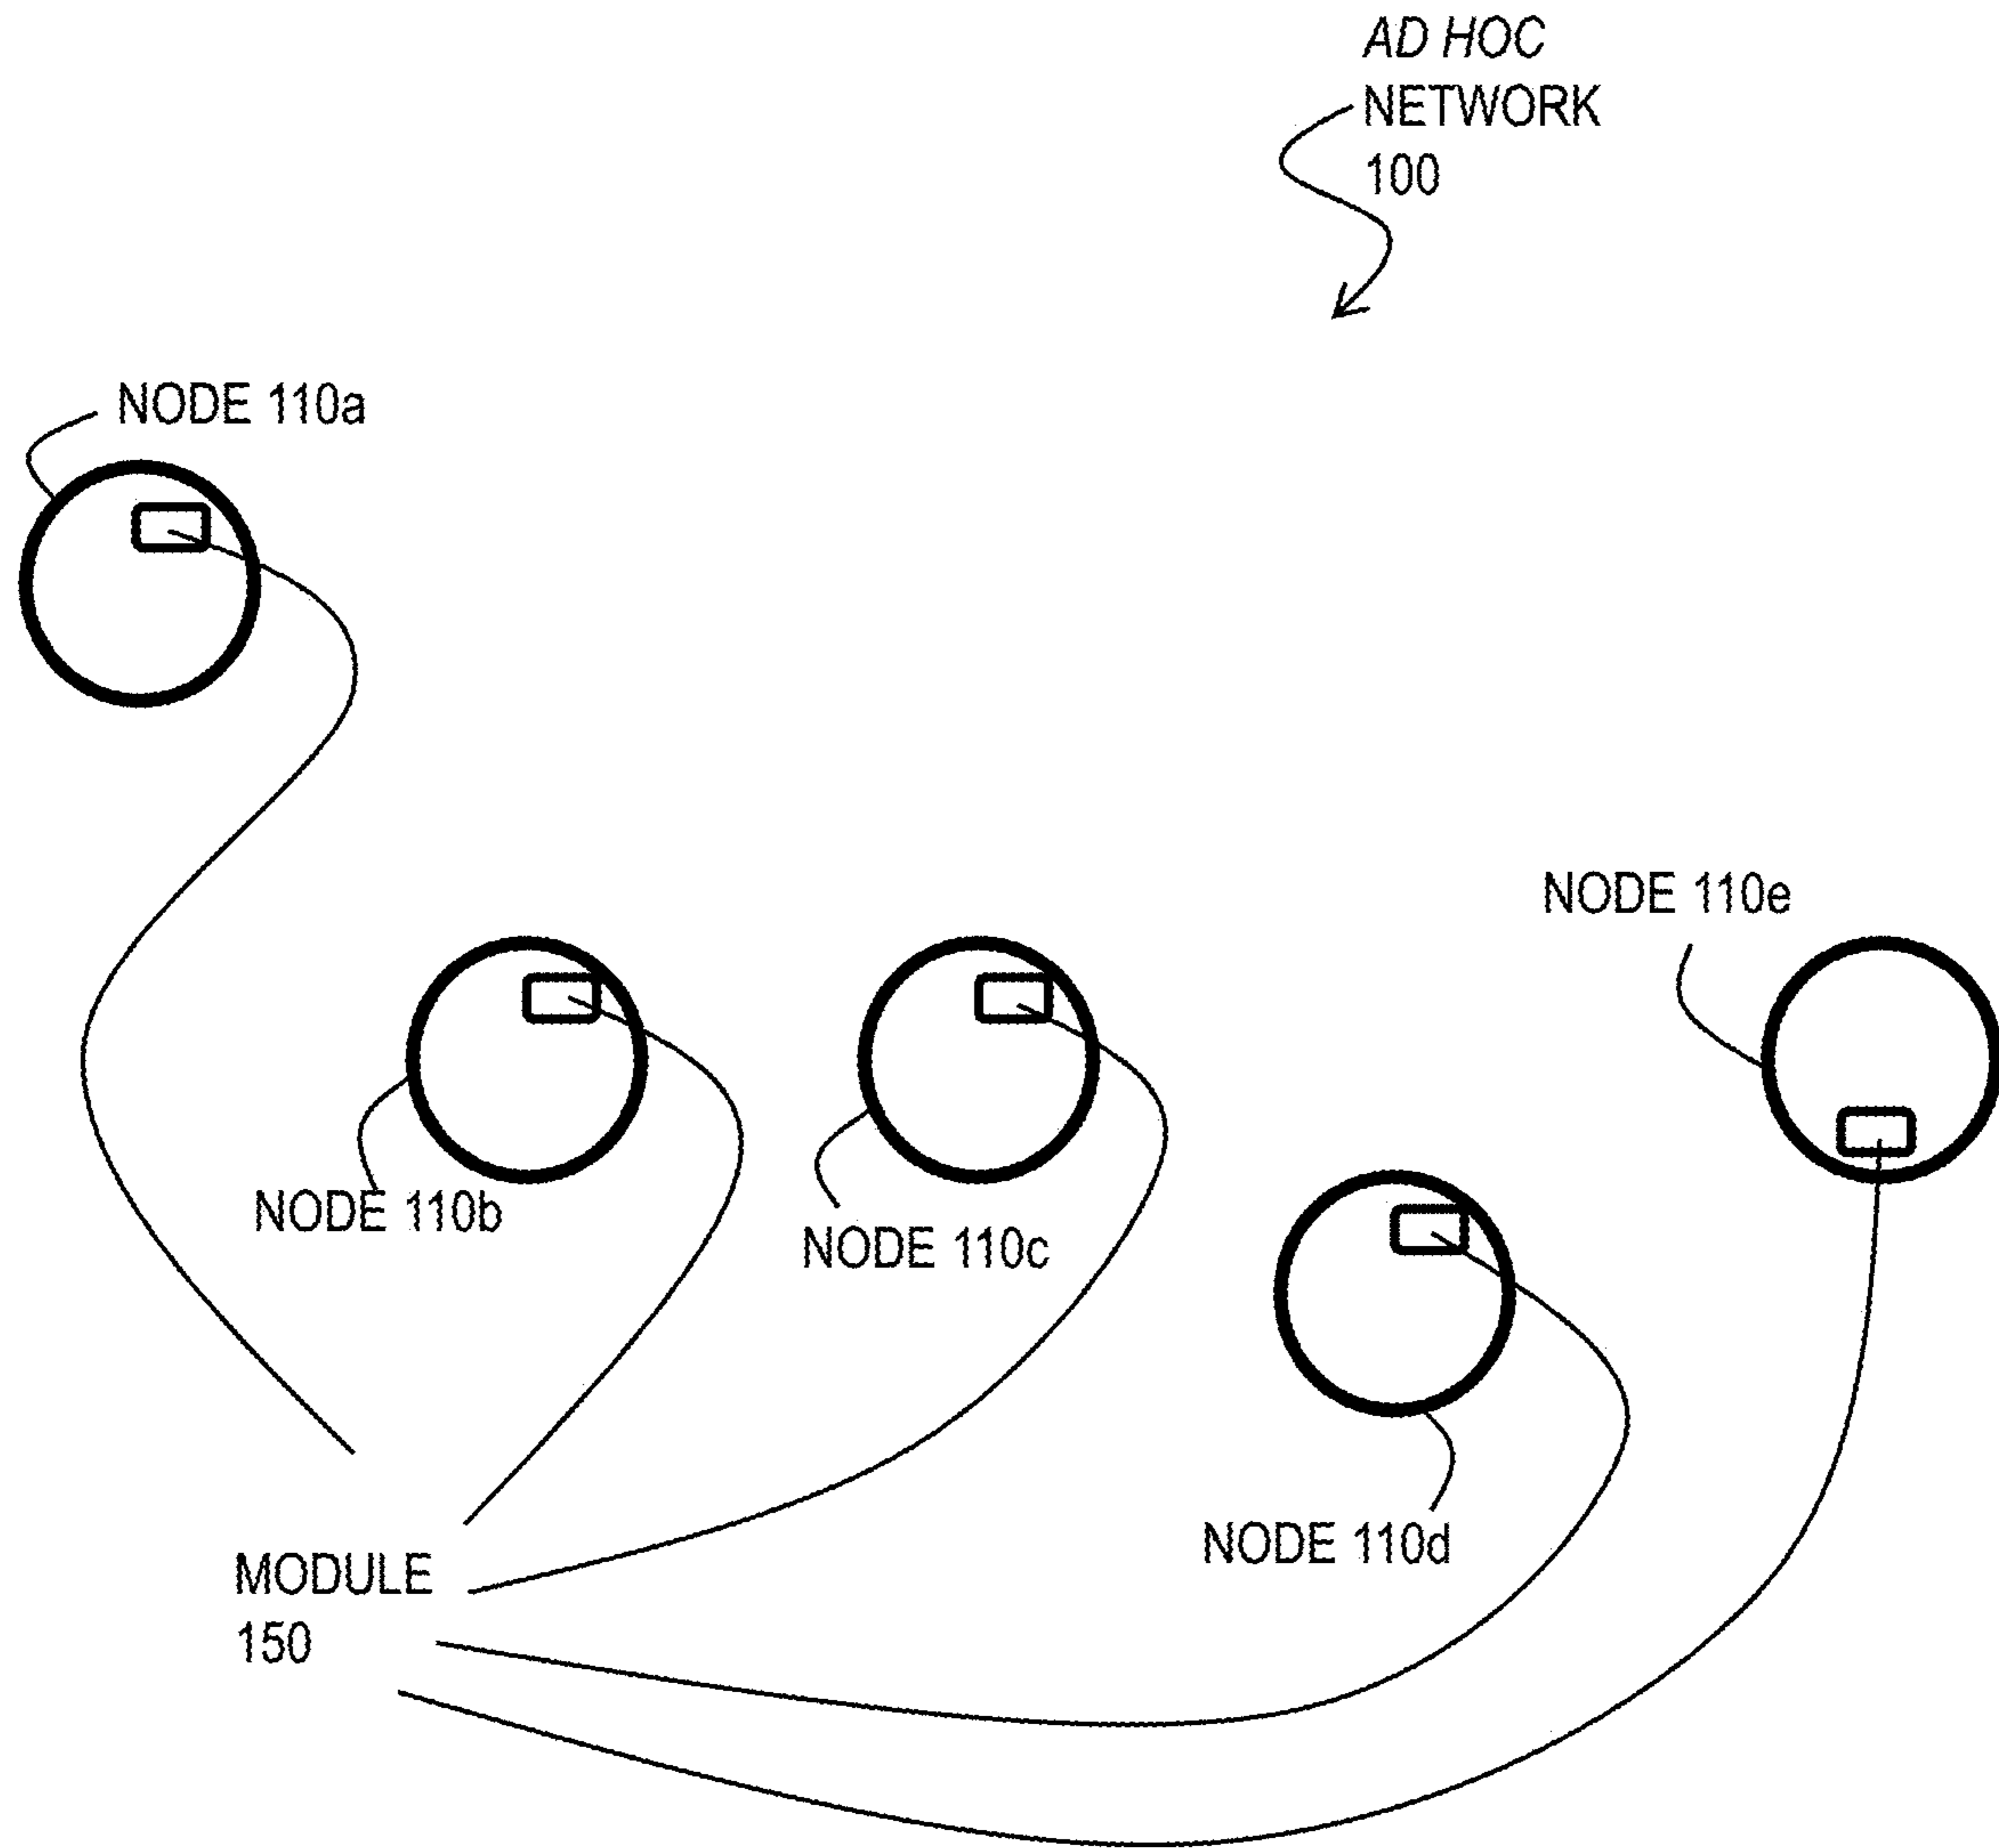 AD HOC
NETWORK
100
NODE 110a
NODE 110e
NODE 110b
NODE 110c
NODE 110d
MODULE
150